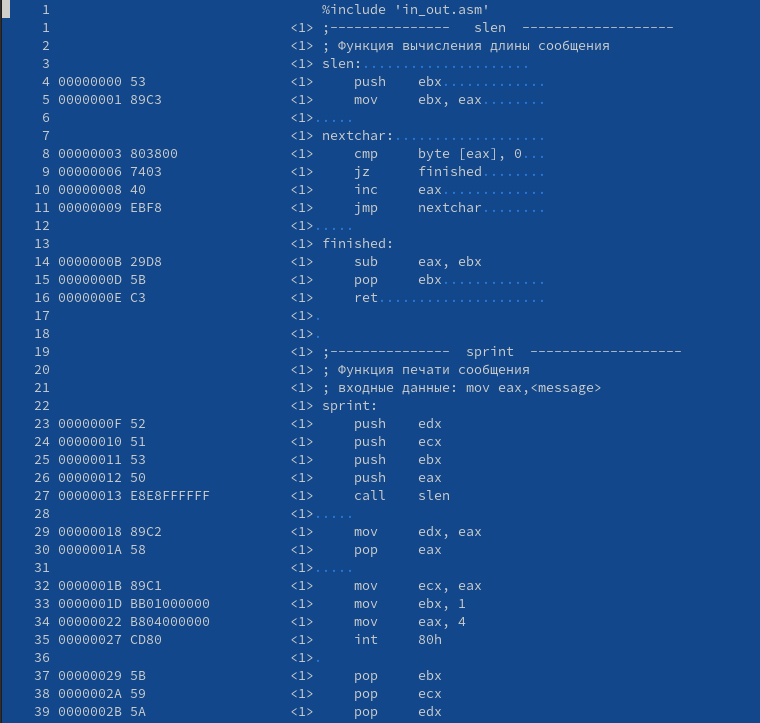 1 %include 'in_out.asm'
1 <1> ;--------------- slen -------------------
2 <1> ; Функция вычисления длины сообщения
3 <1> slen:.....................
4 00000000 53 <1> push ebx.............
5 00000001 89C3 <1> mov ebx, eax........
6 <1>.....
7 <1> nextchar:...................
8 00000003 803800 <1> cmp byte [eax], 0...
9 00000006 7403 <1> jz finished........
10 00000008 40 <1> inc eax.............
11 00000009 EBF8 <1> jmp nextchar........
12 <1>.....
13 <1> finished:
14 0000000B 29D8 <1> sub eax, ebx
15 0000000D 5B <1> pop ebx.............
16 0000000E C3 <1> ret.....................
17 <1>.
18 <1>.
19 <1> ;--------------- sprint -------------------
20 <1> ; Функция печати сообщения
21 <1> ; входные данные: mov eax,<message>
22 <1> sprint:
23 0000000F 52 <1> push edx
24 00000010 51 <1> push ecx
25 00000011 53 <1> push ebx
26 00000012 50 <1> push eax
27 00000013 E8E8FFFFFF <1> call slen
28 <1>.....
29 00000018 89C2 <1> mov edx, eax
30 0000001A 58 <1> pop eax
31 <1>.....
32 0000001B 89C1 <1> mov ecx, eax
33 0000001D BB01000000 <1> mov ebx, 1
34 00000022 B804000000 <1> mov eax, 4
35 00000027 CD80 <1> int 80h
36 <1>.
37 00000029 5B <1> pop ebx
38 0000002A 59 <1> pop ecx
39 0000002B 5A <1> pop edx